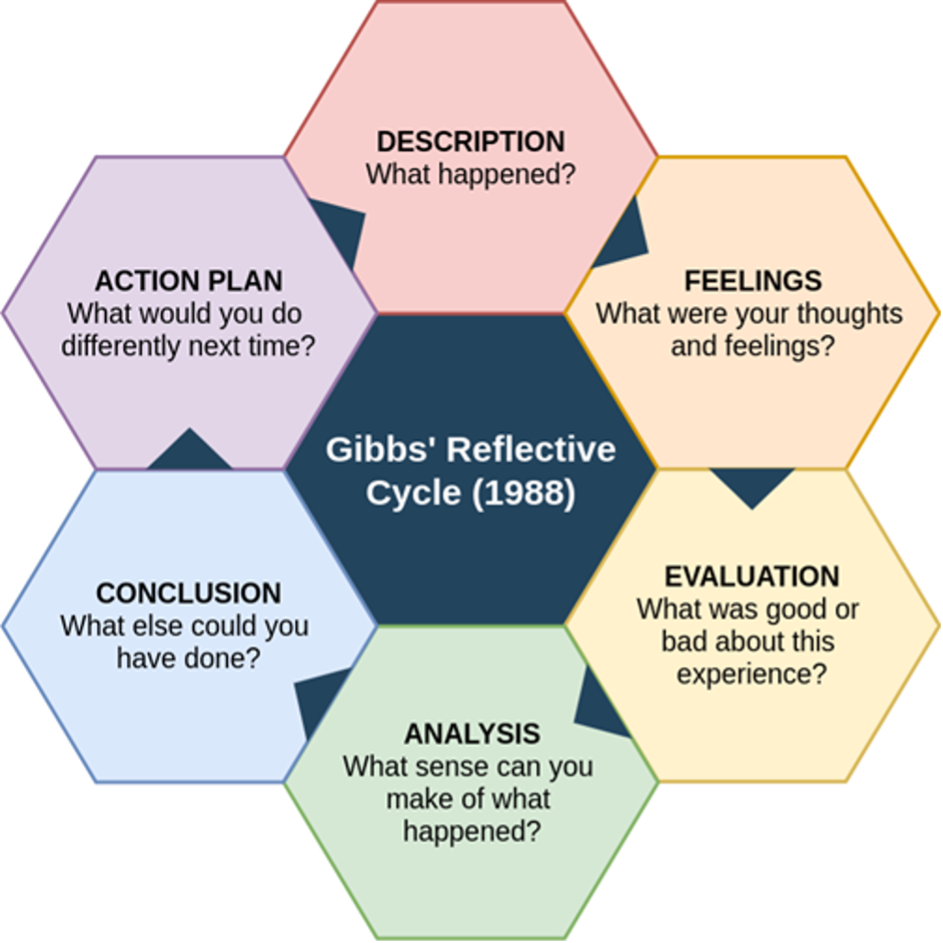 DESCRIPTION
What happened?
FEELINGS
What were your thoughts
and feelings?
EVALUATION
What was good or
bad about this
experience?
ANALYSIS
What sense can you
make of what
happened?
CONCLUSION
What else could you
have done?
ACTION PLAN
What would you do
differently next time?
Gibbs' Reflective
Cycle (1988)